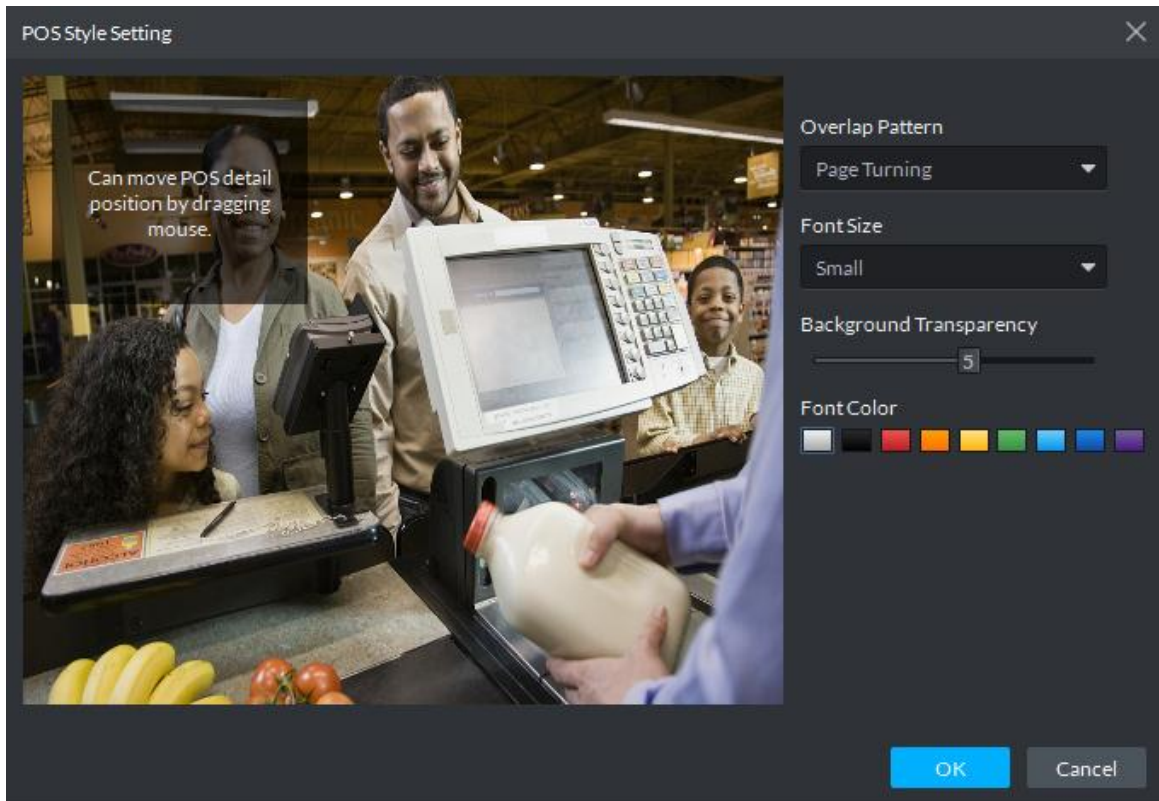 POS Style Setting
Can move POS detail
position by dragging
mouse.
Overlap Pattern
Page Turning
Font Size
Small
Background Transparency
5
Font Color
ALCOHOL
OK
Cancel